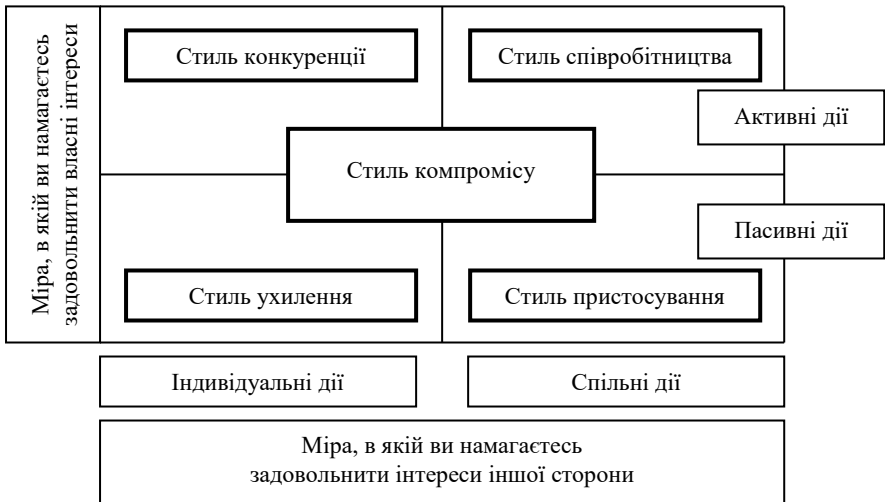 Міра, в якій ви намагаєтесь
задовольнити власні інтереси
Стиль конкуренції
Стиль співробітництва
Активні дії
Стиль компромісу
Пасивні дії
Стиль ухилення
Стиль пристосування
Індивідуальні дії
Спільні дії
Міра, в якій ви намагаєтесь
задовольнити інтереси іншої сторони